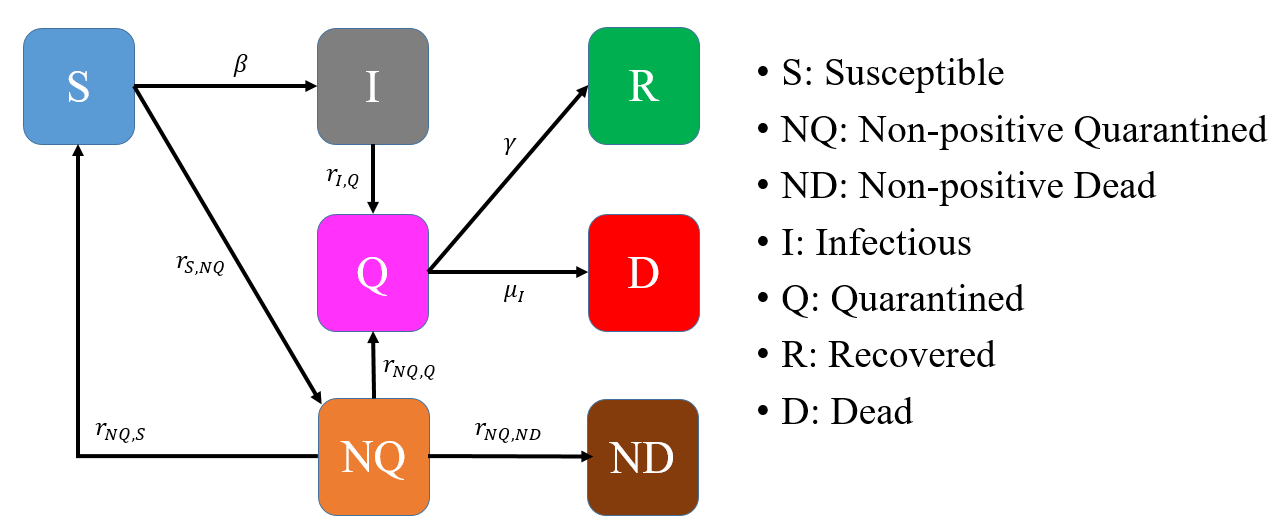 S
β
I
R
γ
r_{I,Q}
r_{S,NQ}
Q
μ_I
D
r_{NQ,Q}
r_{NQ,S}
NQ
r_{NQ,ND}
ND
• S: Susceptible
• NQ: Non-positive Quarantined
• ND: Non-positive Dead
• I: Infectious
• Q: Quarantined
• R: Recovered
• D: Dead